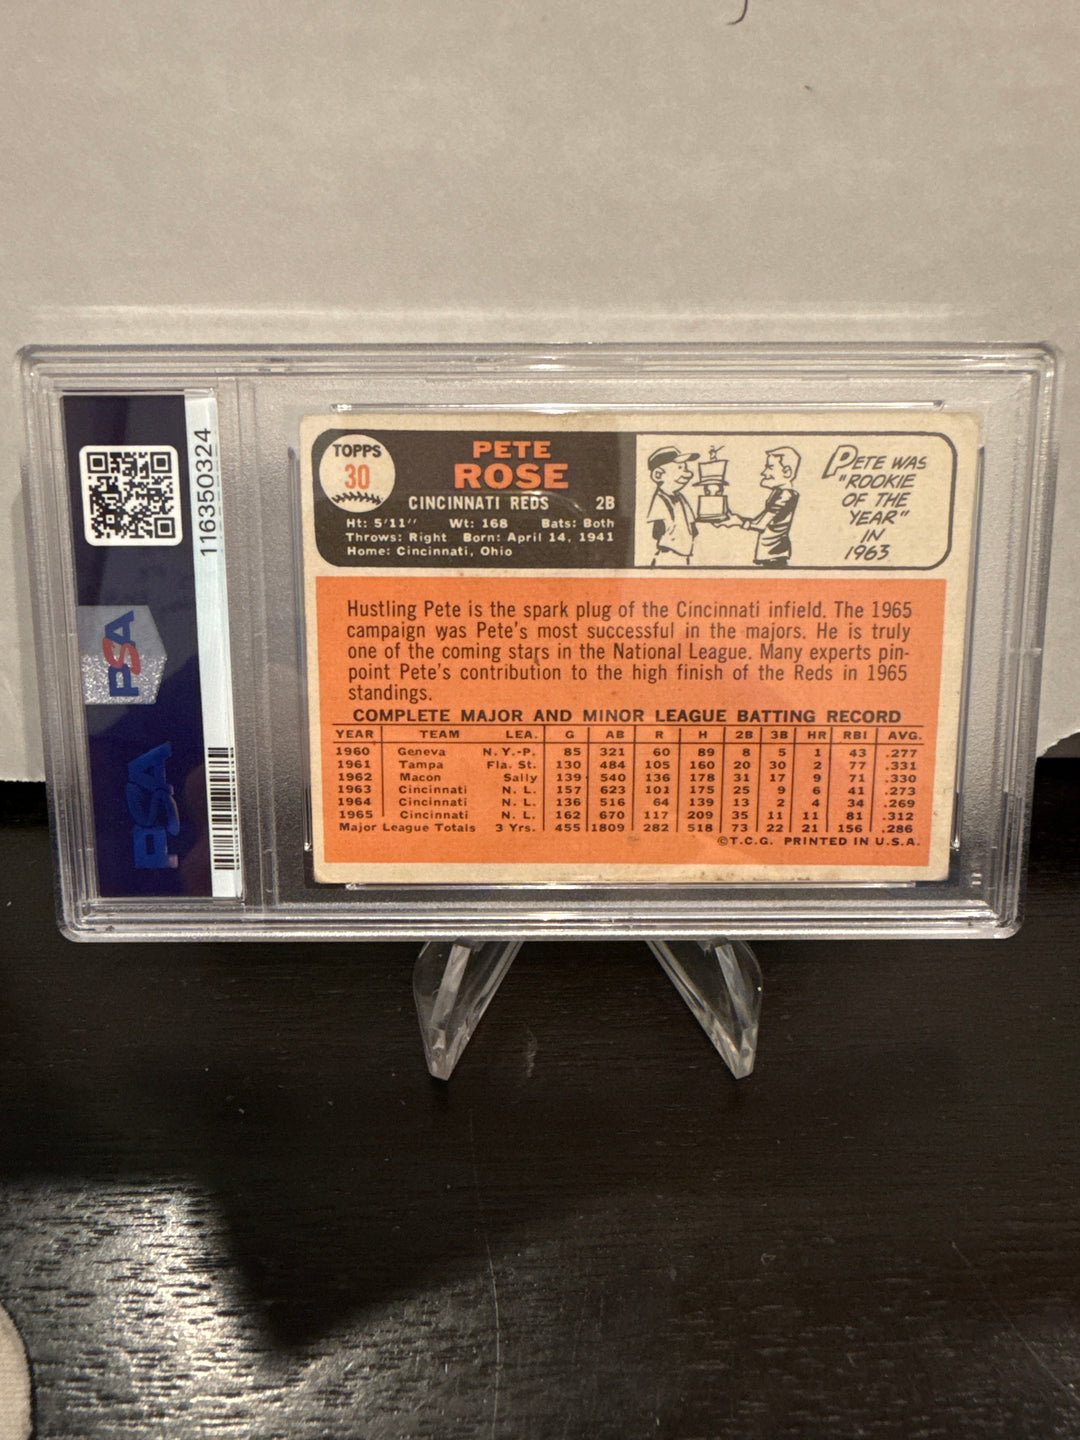 116350324
PSA
PSA
TOPPS
30
PETE
ROSE
CINCINNATI REDS 2B
Ht: 5'11" Wt: 168 Bats: Both
Throws: Right Born: April 14, 1941
Home: Cincinnati, Ohio
PETE WAS
"ROOKIE
OF THE
YEAR"
IN
1963
Hustling Pete is the spark plug of the Cincinnati infield. The 1965
campaign was Pete's most successful in the majors. He is truly
one of the coming stars in the National League. Many experts pin-
point Pete's contribution to the high finish of the Reds in 1965
standings.
COMPLETE MAJOR AND MINOR LEAGUE BATTING RECORD
YEAR TEAM LEA. G AB R H 2B 3B HR RBI AVG.
1960 Geneva N.Y.-P. 85 321 60 89 8 5 1 43 .277
1961 Tampa Fla. St. 130 484 105 160 20 30 2 77 .331
1962 Macon Sally 139 540 136 178 31 17 9 71 .330
1963 Cincinnati N. L. 157 623 101 175 25 9 6 41 .273
1964 Cincinnati N. L. 136 516 64 139 13 2 4 34 .269
1965 Cincinnati N. L. 162 670 117 209 35 11 11 81 .312
Major League Totals 3 Yrs. 455 1809 282 518 73 22 21 156 .286
©T.C.G. PRINTED IN U.S.A.